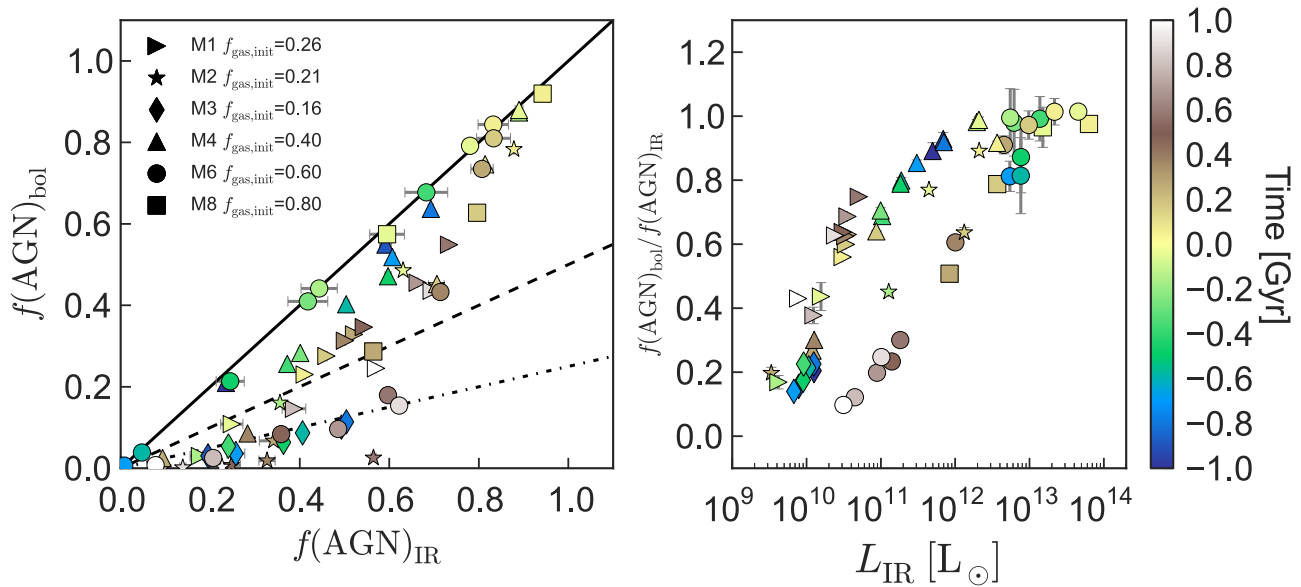 1.0
0.8
0.6
0.4
0.2
0.0
f(AGN)bol
M1 fgas,init=0.26
M2 fgas,init=0.21
M3 fgas,init=0.16
M4 fgas,init=0.40
M6 fgas,init=0.60
M8 fgas,init=0.80
0.0 0.2 0.4 0.6 0.8 1.0
f(AGN)IR
1.2
1.0
0.8
0.6
0.4
0.2
0.0
f(AGN)bol/f(AGN)IR
10^9 10^10 10^11 10^12 10^13 10^14
LIR [L⊙]
1.0
0.8
0.6
0.4
0.2
0.0
−0.2
−0.4
−0.6
−0.8
−1.0
Time [Gyr]